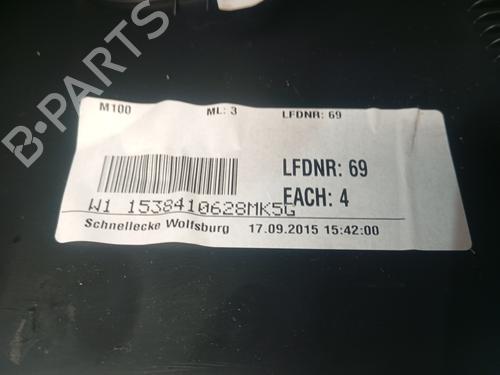 M100 ML: 3 LFDNR: 69
LFDNR: 69
EACH: 4
W1 1538410628MK5G
Schnellecke Wolfsburg 17.09.2015 15:42:00
B-PARTS